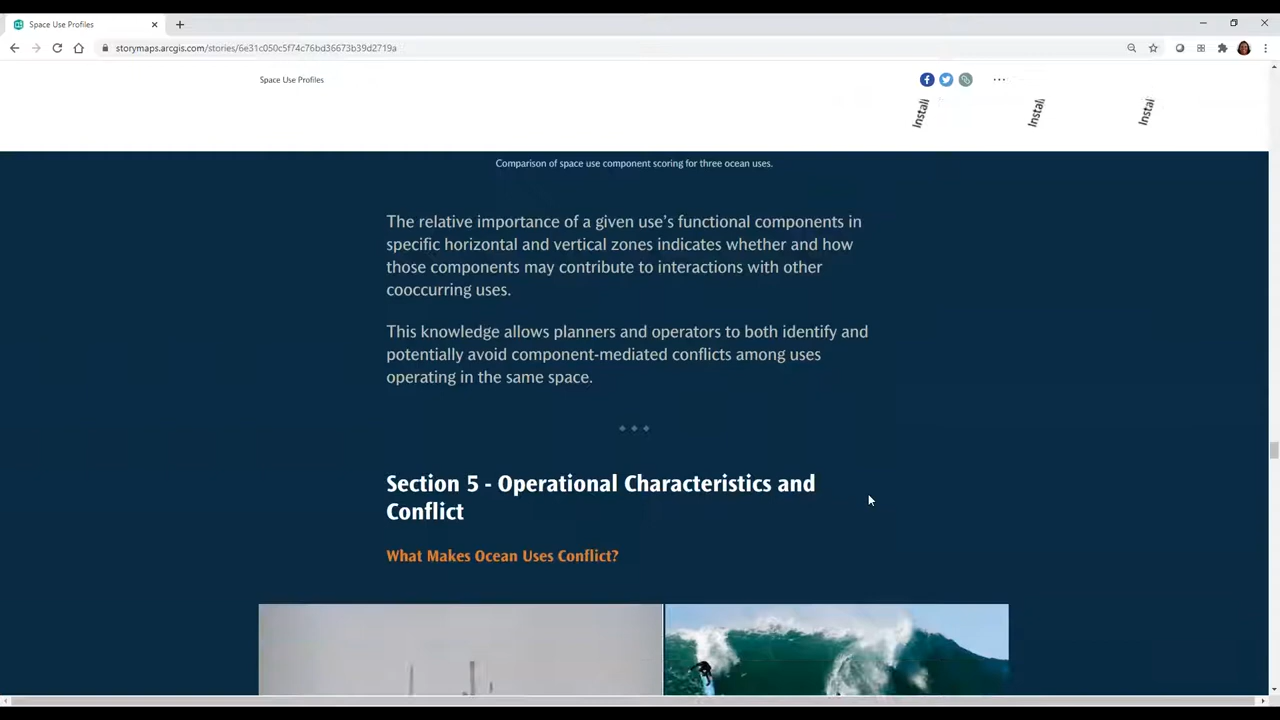 Space Use Profiles
storymaps.arcgis.com/stories/6e31c050c5f74c76bd36673b39d2719a
Space Use Profiles
Instal
Instal
Instal
Comparison of space use component scoring for three ocean uses.
The relative importance of a given use's functional components in
specific horizontal and vertical zones indicates whether and how
those components may contribute to interactions with other
cooccurring uses.
This knowledge allows planners and operators to both identify and
potentially avoid component-mediated conflicts among uses
operating in the same space.
Section 5 - Operational Characteristics and
Conflict
What Makes Ocean Uses Conflict?